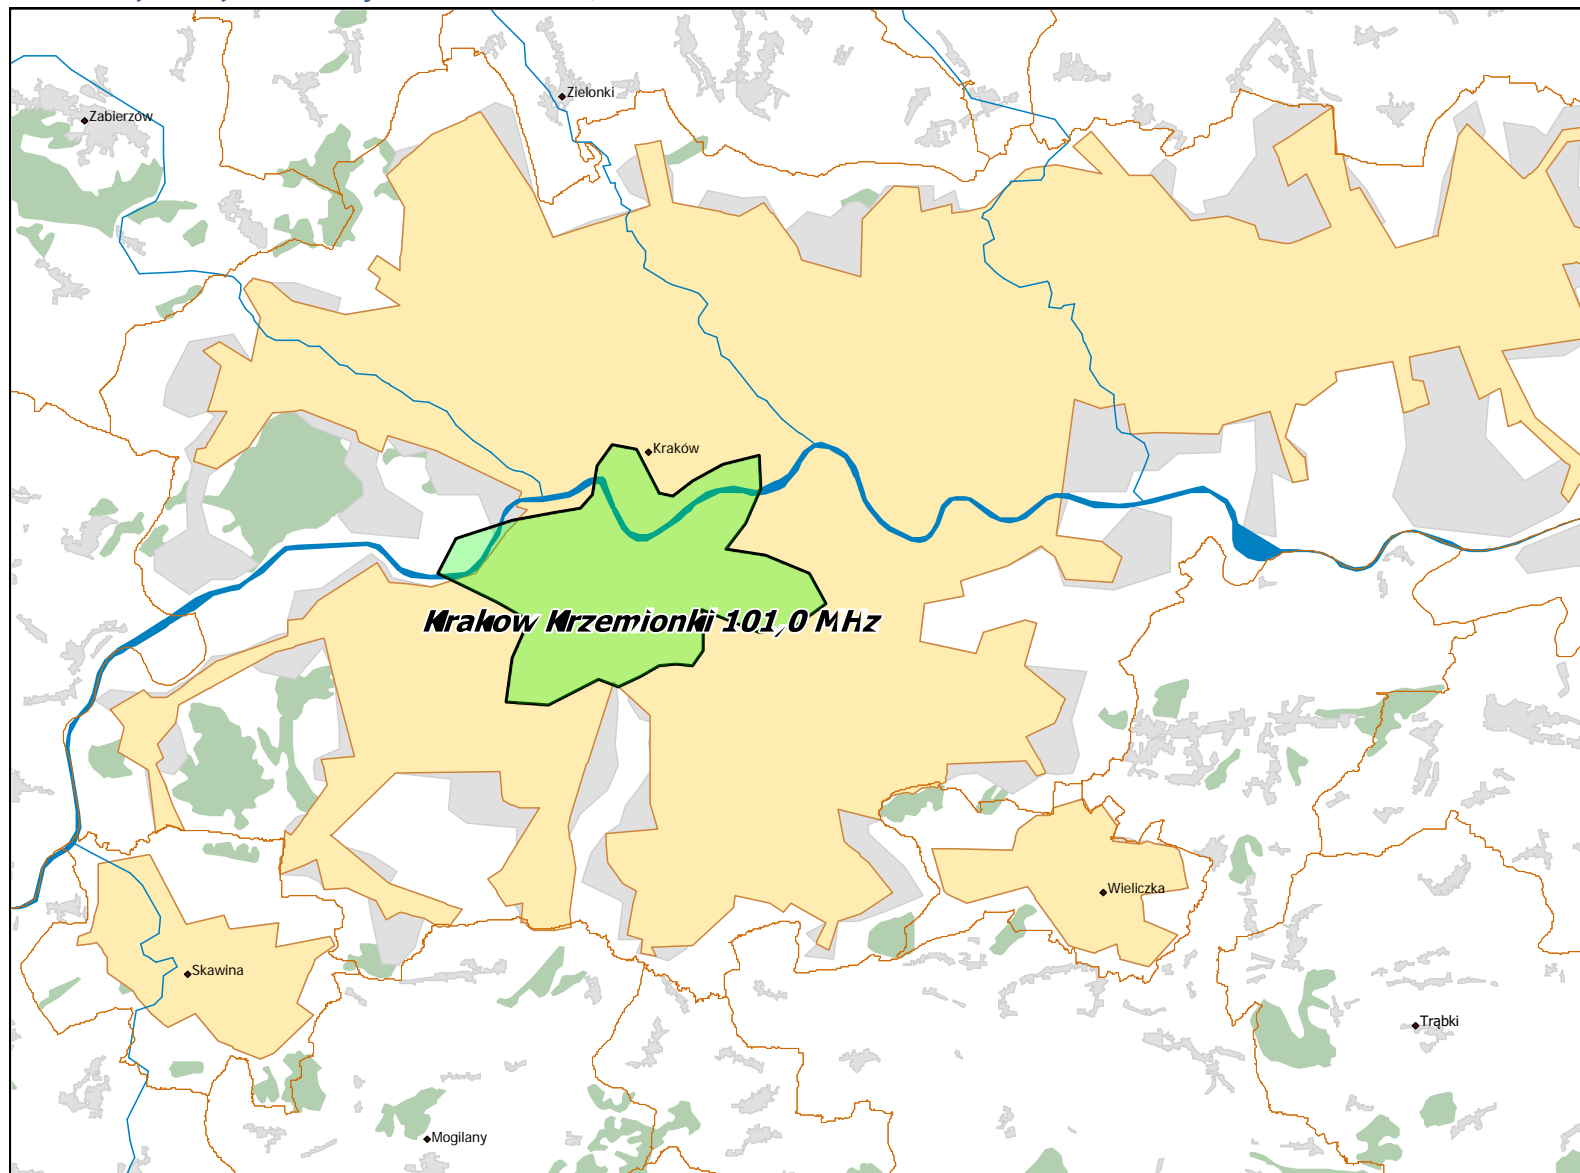 Zielonki
Zabierzów
Kraków
Krakow Krzemionki 101,0 MHz
Wieliczka
Skawina
Trąbki
Mogilany